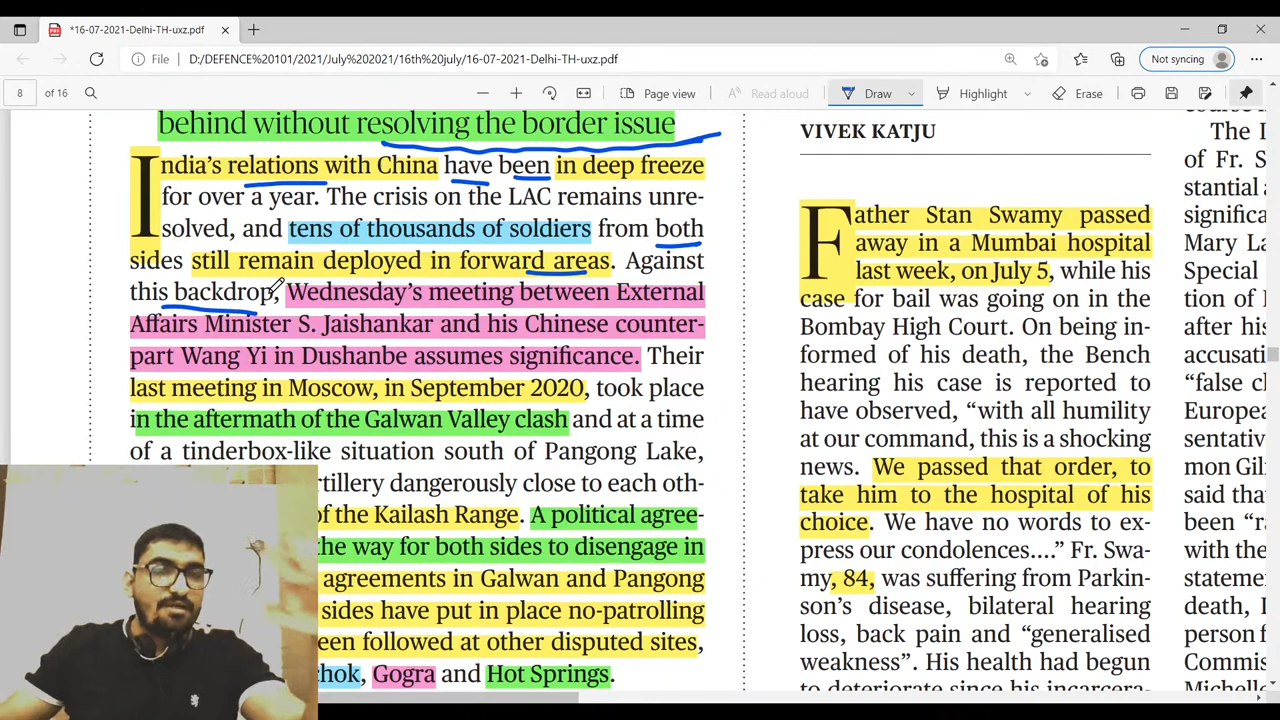 *16-07-2021-Delhi-TH-uxz.pdf
File D:/DEFENCE%20101/2021/July%202021/16th%20july/16-07-2021-Delhi-TH-uxz.pdf
Not syncing
8 of 16
Page view
Read aloud
Draw
Highlight
Erase
behind without resolving the border issue
India's relations with China have been in deep freeze
for over a year. The crisis on the LAC remains unre-
solved, and tens of thousands of soldiers from both
sides still remain deployed in forward areas. Against
this backdrop, Wednesday's meeting between External
Affairs Minister S. Jaishankar and his Chinese counter-
part Wang Yi in Dushanbe assumes significance. Their
last meeting in Moscow, in September 2020, took place
in the aftermath of the Galwan Valley clash and at a time
of a tinderbox-like situation south of Pangong Lake,
tillery dangerously close to each oth-
of the Kailash Range. A political agree-
the way for both sides to disengage in
agreements in Galwan and Pangong
sides have put in place no-patrolling
een followed at other disputed sites,
chok, Gogra and Hot Springs.
VIVEK KATJU
Father Stan Swamy passed
away in a Mumbai hospital
last week, on July 5, while his
case for bail was going on in the
Bombay High Court. On being in-
formed of his death, the Bench
hearing his case is reported to
have observed, "with all humility
at our command, this is a shocking
news. We passed that order, to
take him to the hospital of his
choice. We have no words to ex-
press our condolences...." Fr. Swa-
my, 84, was suffering from Parkin-
son's disease, bilateral hearing
loss, back pain and "generalised
weakness". His health had begun
to deteriorate since his incarcera-
The I
of Fr. S
stantial a
significa
Mary La
Special
tion of I
after his
accusati
"false cl
Europea
sentativ
mon Gil
said tha
been "ra
with the
stateme
death, I
person f
Commis
Michelle